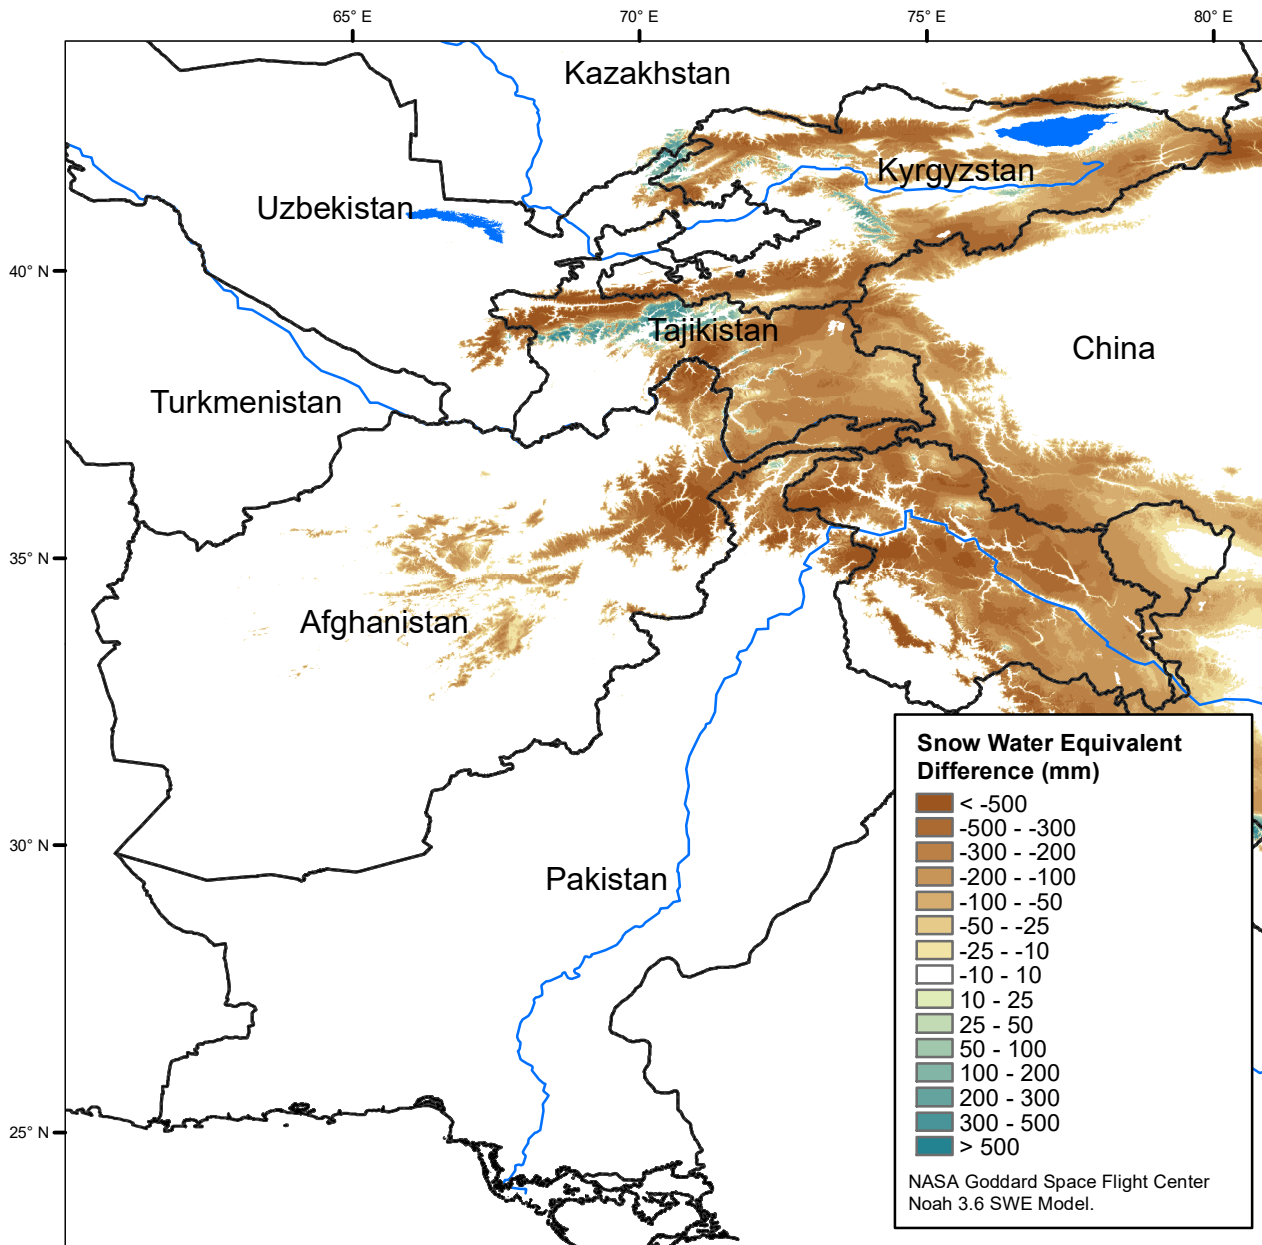 65° E
70° E
75° E
80° E
Kazakhstan
Kyrgyzstan
Uzbekistan
40° N
Tajikistan
China
Turkmenistan
35° N
Afghanistan
Snow Water Equivalent
Difference (mm)
< -500
-500 - -300
-300 - -200
-200 - -100
-100 - -50
-50 - -25
-25 - -10
-10 - 10
10 - 25
25 - 50
50 - 100
100 - 200
200 - 300
300 - 500
> 500
30° N
Pakistan
25° N
NASA Goddard Space Flight Center
Noah 3.6 SWE Model.